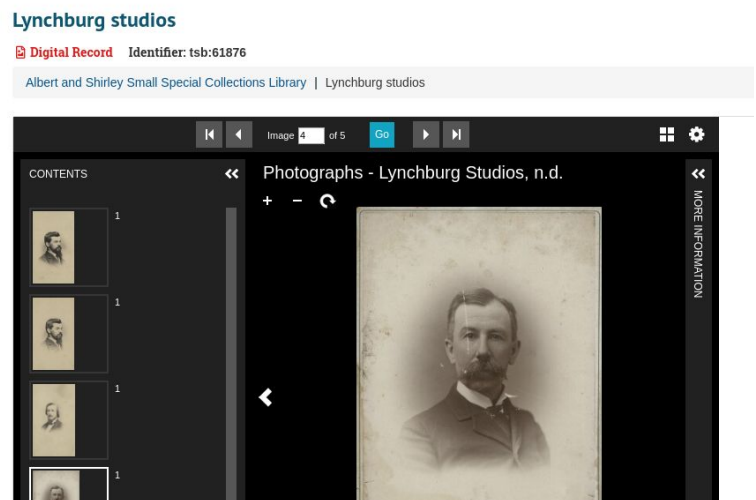 Lynchburg studios
Digital Record Identifier: tsb:61876
Albert and Shirley Small Special Collections Library | Lynchburg studios
Image 4 of 5 Go
CONTENTS
Photographs - Lynchburg Studios, n.d.
MORE INFORMATION
1
1
1
1